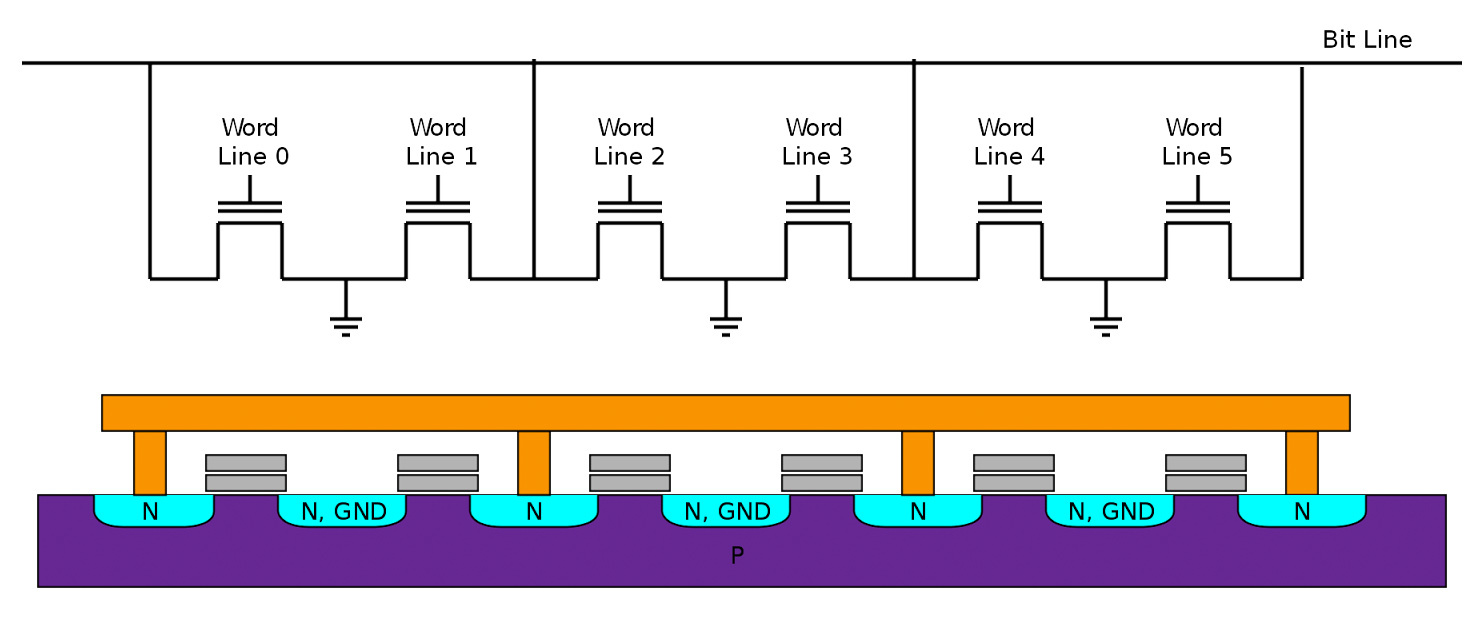 Bit Line
Word
Line 0
Word
Line 1
Word
Line 2
Word
Line 3
Word
Line 4
Word
Line 5
N
N, GND
N
N, GND
N
N, GND
N
P